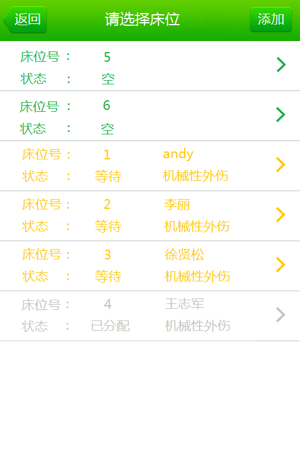 返回 请选择床位 添加
床位号： 5
状态 ： 空
床位号： 6
状态 ： 空
床位号： 1 andy
状态 ： 等待 机械性外伤
床位号： 2 李丽
状态 ： 等待 机械性外伤
床位号： 3 徐贤松
状态 ： 等待 机械性外伤
床位号： 4 王志军
状态 ： 已分配 机械性外伤